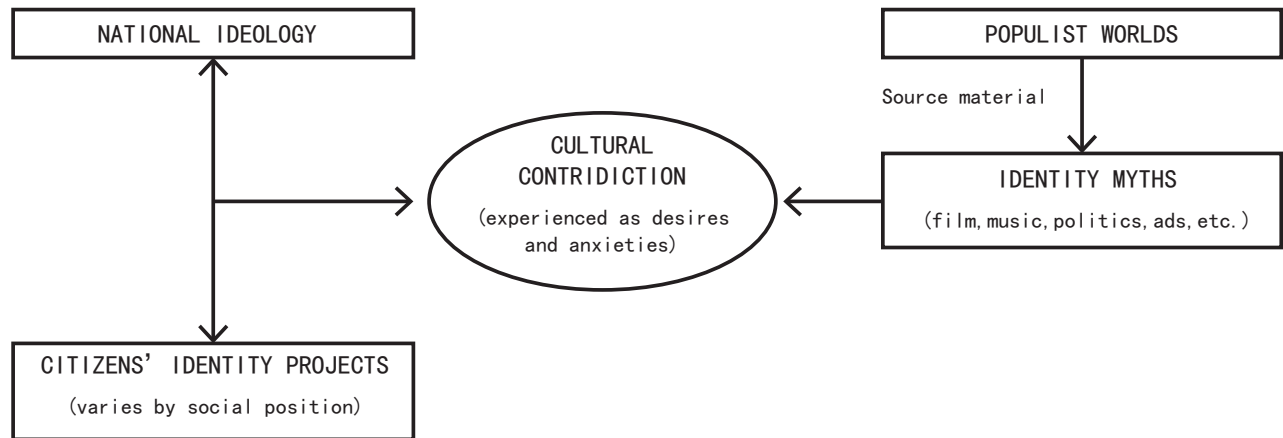 NATIONAL IDEOLOGY
POPULIST WORLDS
Source material
CULTURAL
CONTRIDICTION
(experienced as desires
and anxieties)
IDENTITY MYTHS
(film,music,politics,ads,etc.)
CITIZENS’ IDENTITY PROJECTS
(varies by social position)